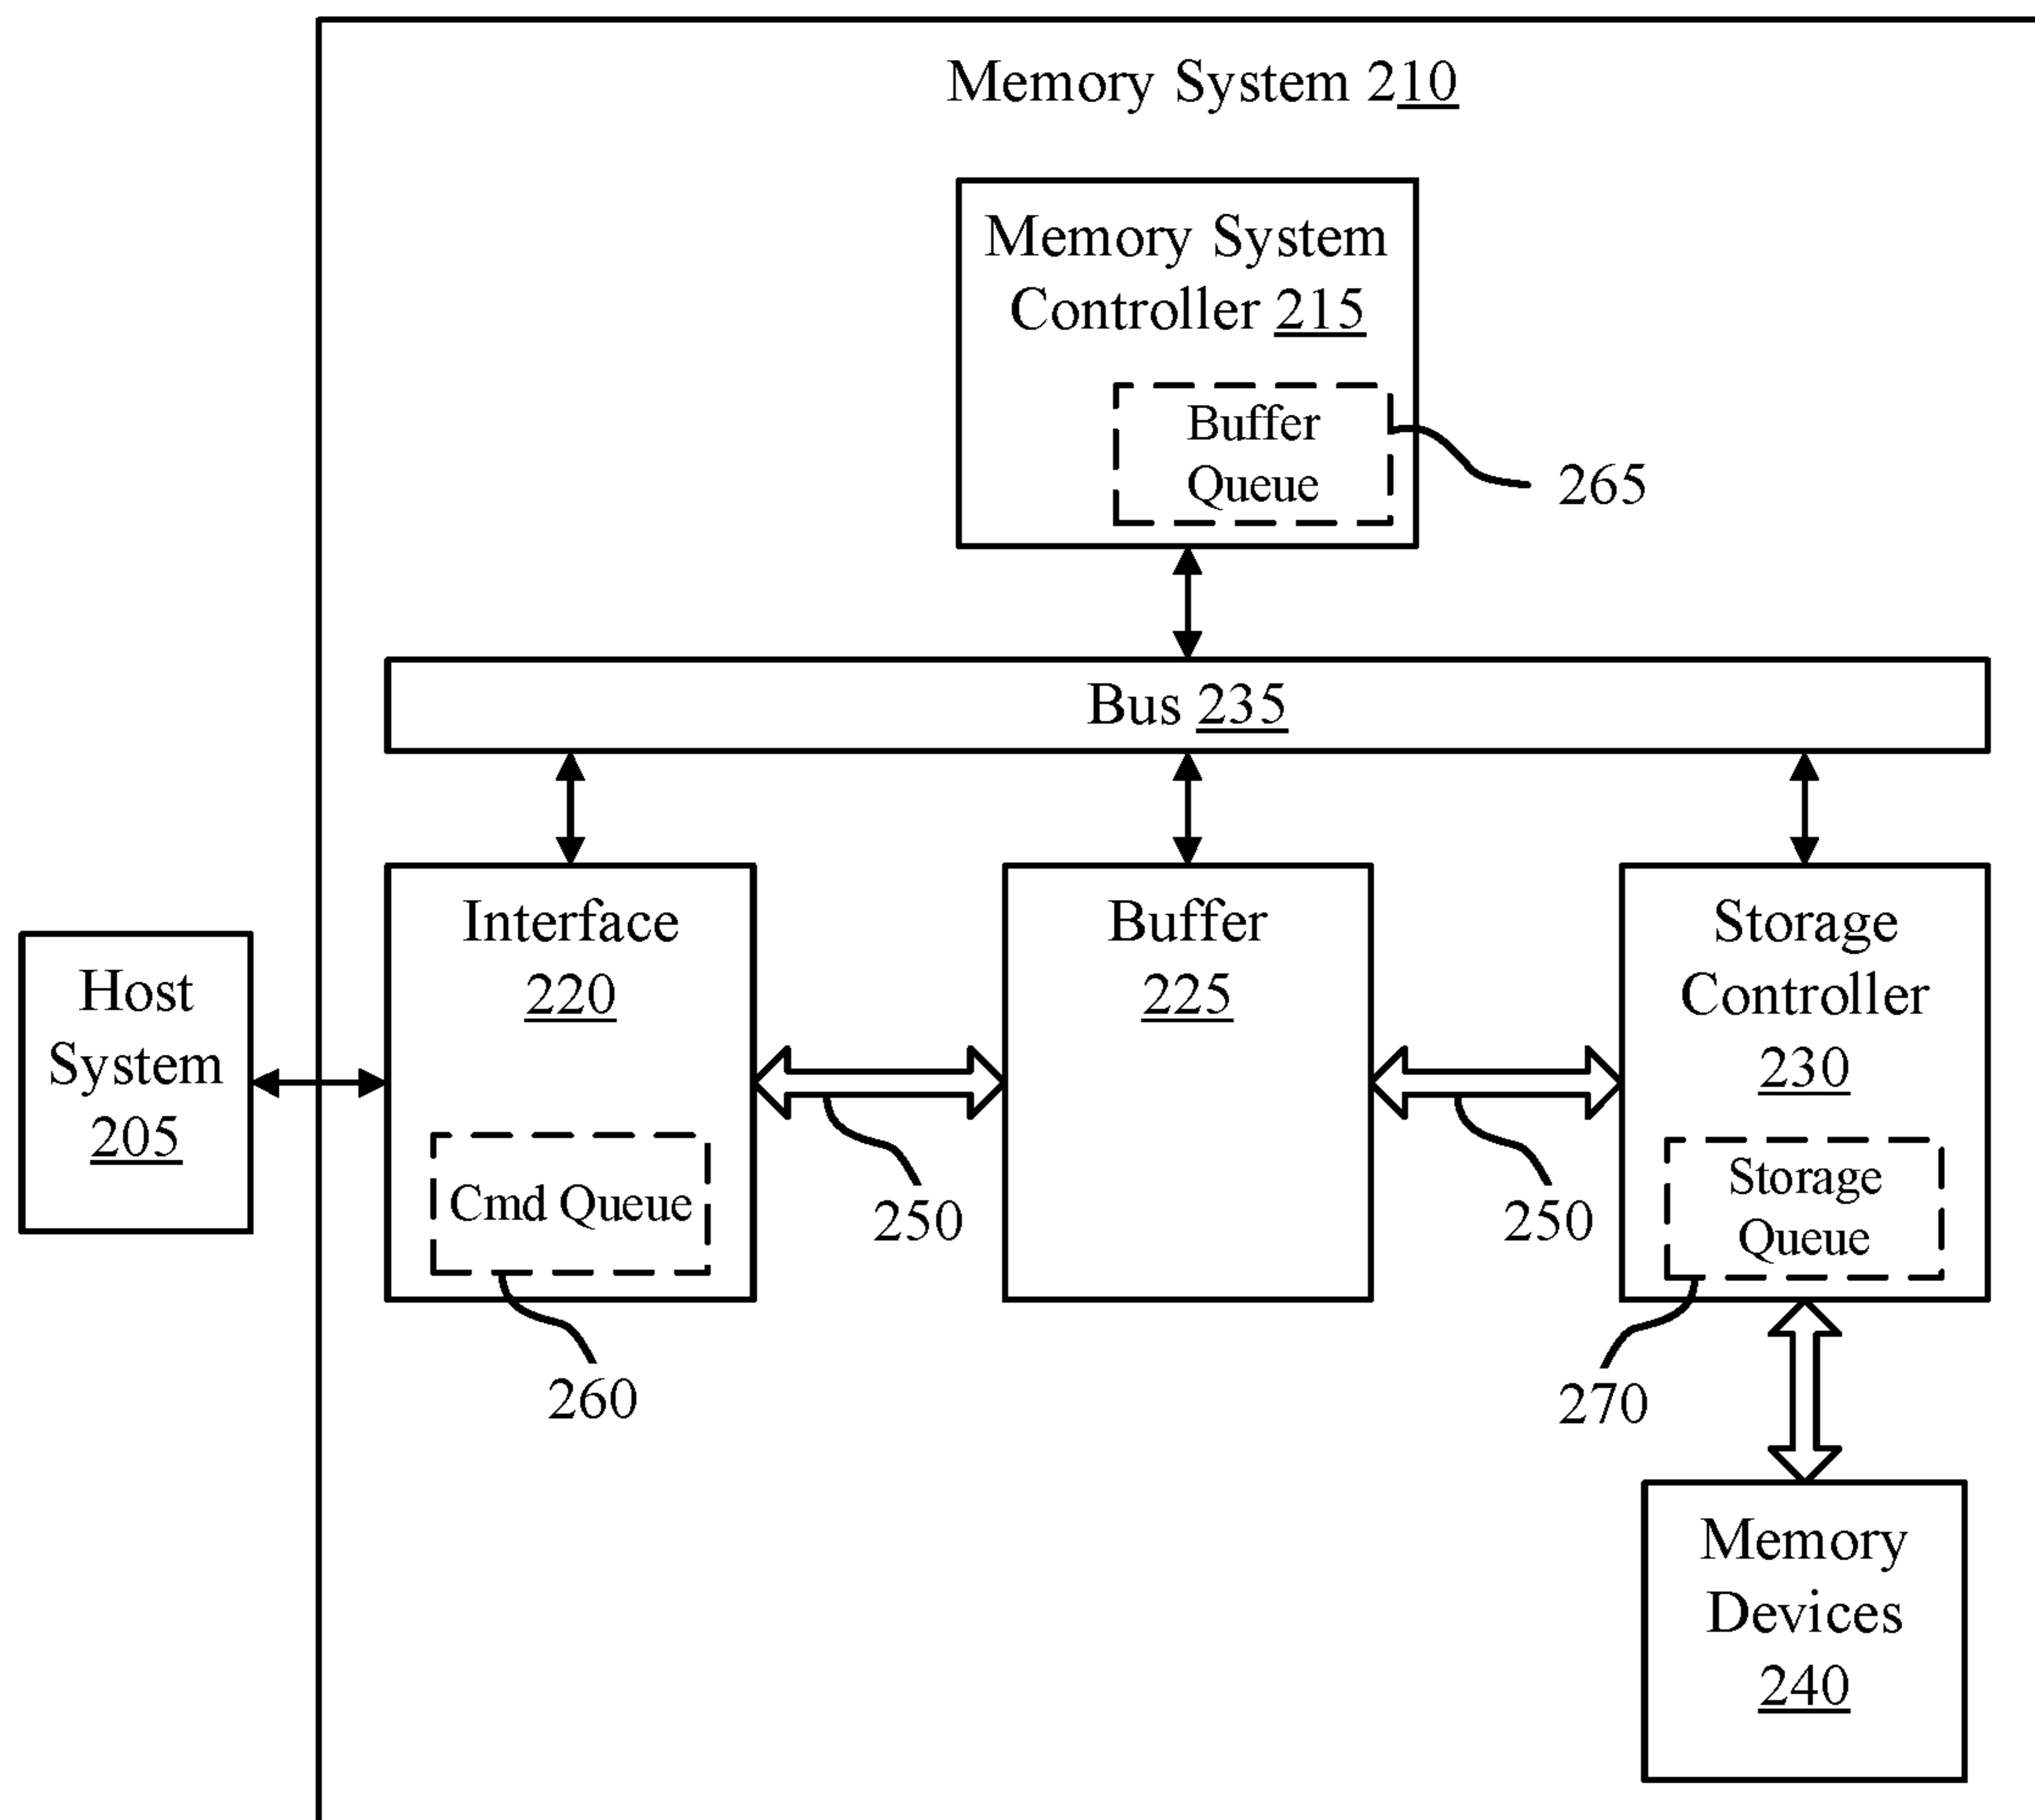 Memory System 210
Memory System
Controller 215
Buffer
Queue
265
Bus 235
Interface
220
Buffer
225
Storage
Controller
230
Host
System
205
Cmd Queue
250
250
Storage
Queue
260
270
Memory
Devices
240